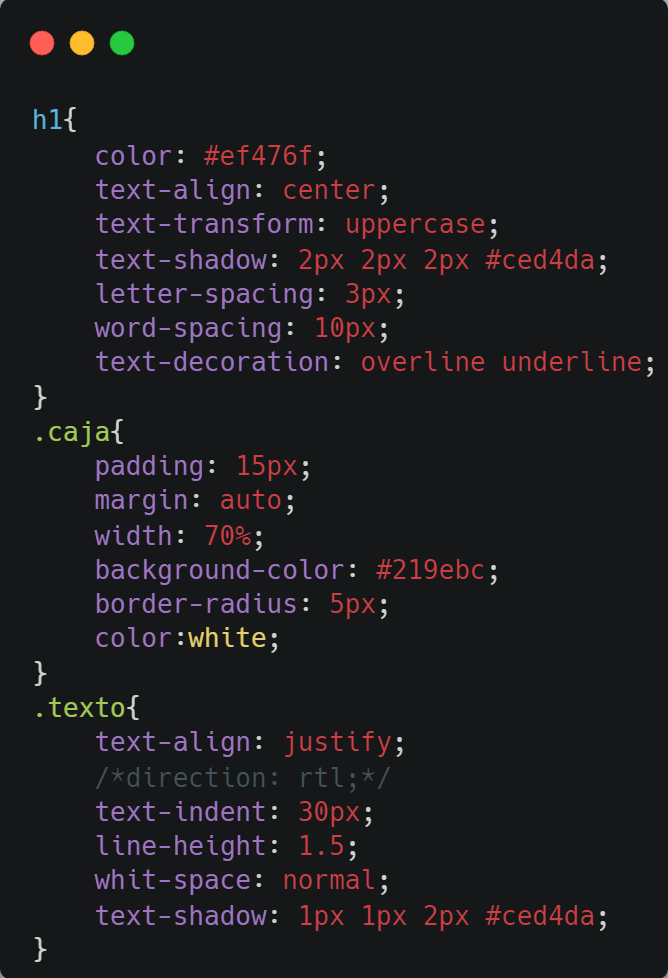 h1{
    color: #ef476f;
    text-align: center;
    text-transform: uppercase;
    text-shadow: 2px 2px 2px #ced4da;
    letter-spacing: 3px;
    word-spacing: 10px;
    text-decoration: overline underline;
}
.caja{
    padding: 15px;
    margin: auto;
    width: 70%;
    background-color: #219ebc;
    border-radius: 5px;
    color:white;
}
.texto{
    text-align: justify;
    /*direction: rtl;*/
    text-indent: 30px;
    line-height: 1.5;
    whit-space: normal;
    text-shadow: 1px 1px 2px #ced4da;
}